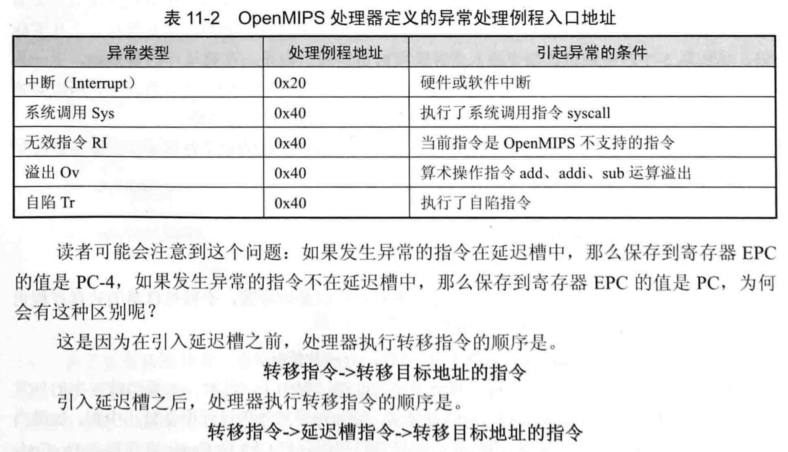 表 11-2 OpenMIPS 处理器定义的异常处理例程入口地址
异常类型 处理例程地址 引起异常的条件
中断（Interrupt） 0x20 硬件或软件中断
系统调用 Sys 0x40 执行了系统调用指令 syscall
无效指令 RI 0x40 当前指令是 OpenMIPS 不支持的指令
溢出 Ov 0x40 算术操作指令 add、addi、sub 运算溢出
自陷 Tr 0x40 执行了自陷指令
读者可能会注意到这个问题：如果发生异常的指令在延迟槽中，那么保存到寄存器 EPC
的值是 PC-4，如果发生异常的指令不在延迟槽中，那么保存到寄存器 EPC 的值是 PC，为何
会有这种区别呢？
这是因为在引入延迟槽之前，处理器执行转移指令的顺序是。
转移指令->转移目标地址的指令
引入延迟槽之后，处理器执行转移指令的顺序是。
转移指令->延迟槽指令->转移目标地址的指令